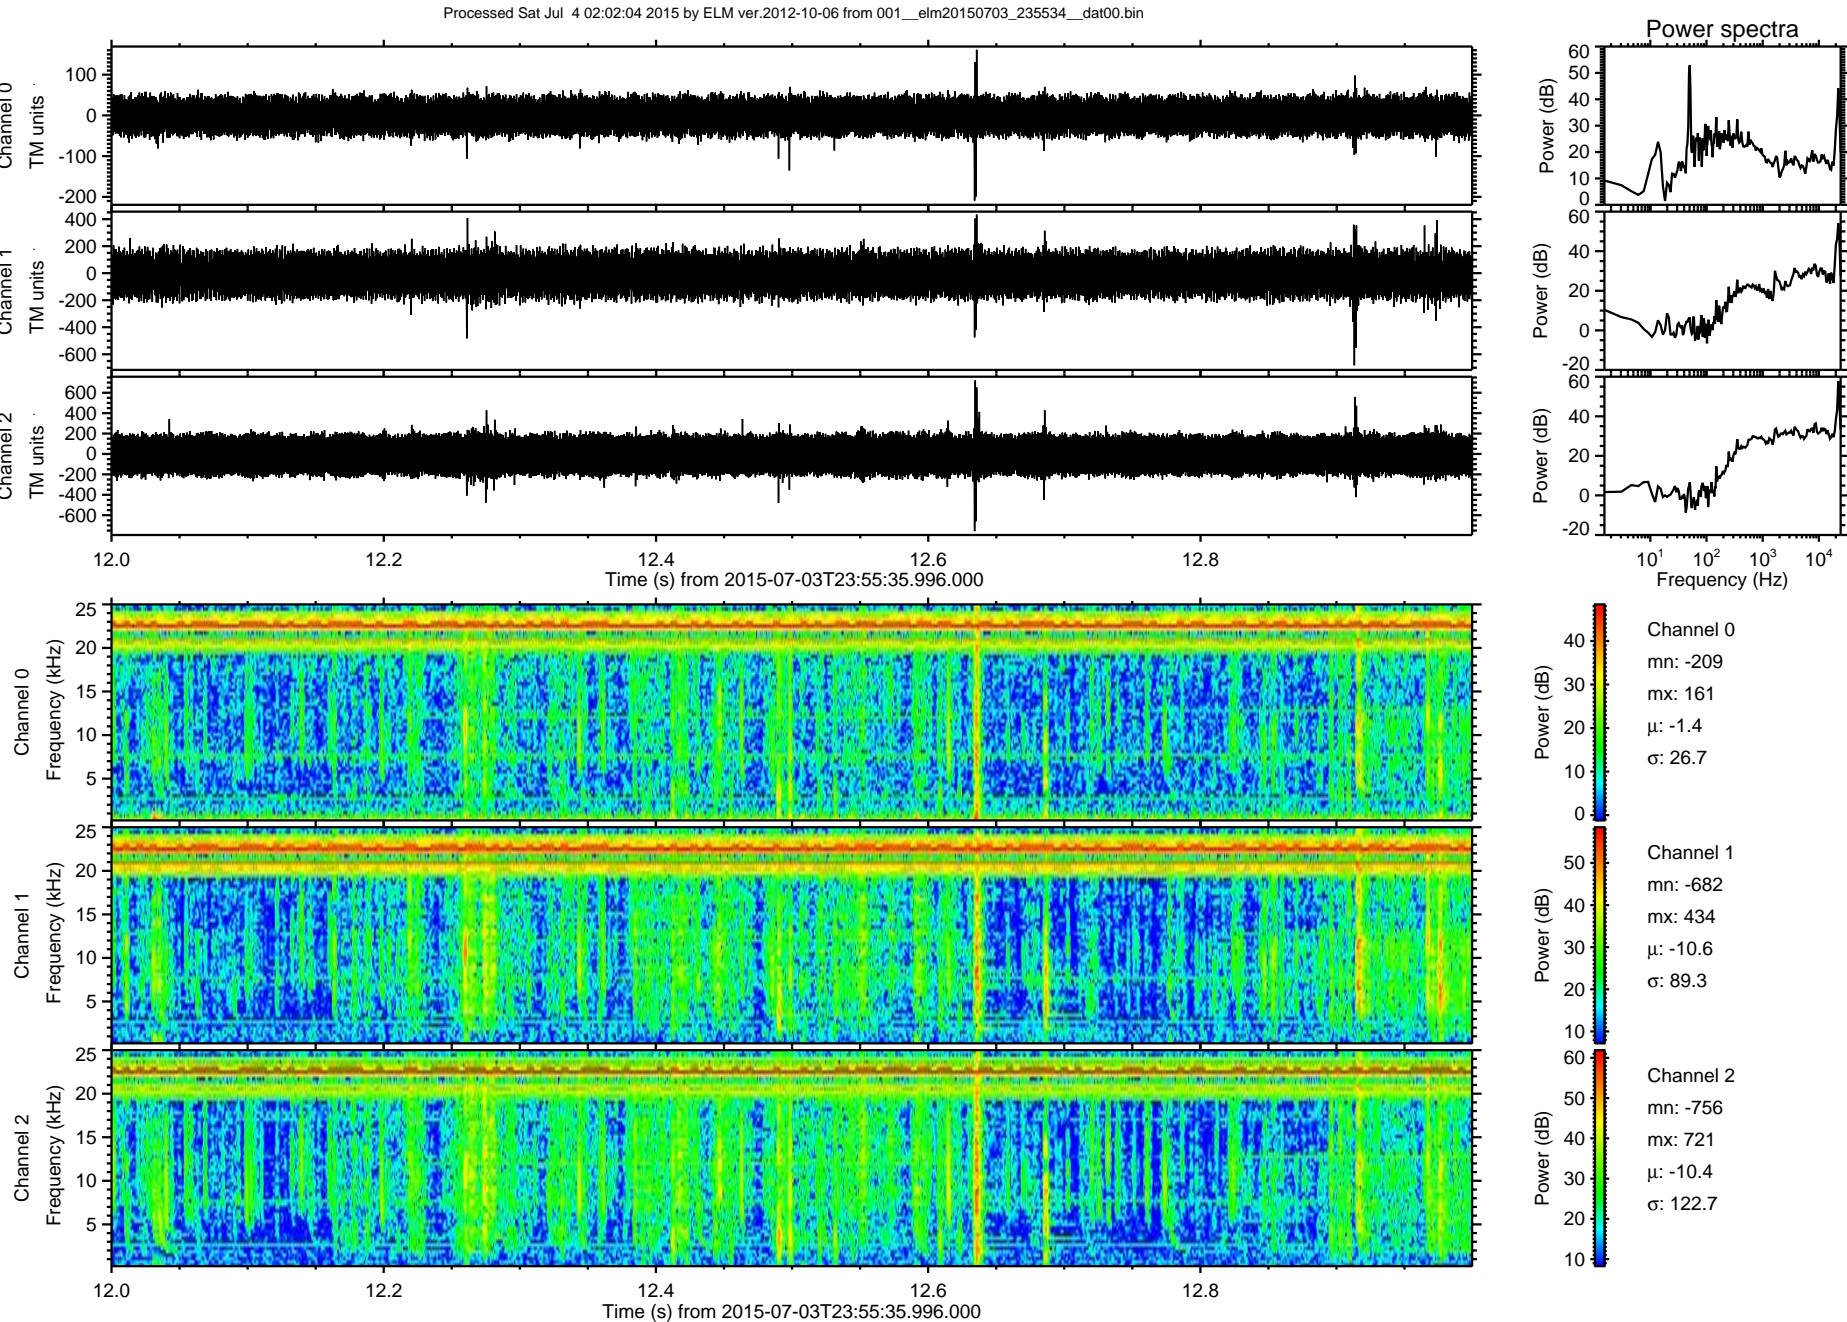 Processed Sat Jul 4 02:02:04 2015 by ELM ver.2012-10-06 from 001__elm20150703_235534__dat00.bin
Power spectra
Channel 0
TM units
100
0
-100
-200
Power (dB)
60
50
40
30
20
10
0
Channel 1
TM units
400
200
0
-200
-400
-600
Power (dB)
60
40
20
0
-20
Channel 2
TM units
600
400
200
0
-200
-400
-600
Power (dB)
60
40
20
0
-20
12.0 12.2 12.4 12.6 12.8
Time (s) from 2015-07-03T23:55:35.996.000
10¹ 10² 10³ 10⁴
Frequency (Hz)
Channel 0
Frequency (kHz)
25
20
15
10
5
Power (dB)
40
30
20
10
0
Channel 0
mn: -209
mx: 161
μ: -1.4
σ: 26.7
Channel 1
Frequency (kHz)
25
20
15
10
5
Power (dB)
50
40
30
20
10
Channel 1
mn: -682
mx: 434
μ: -10.6
σ: 89.3
Channel 2
Frequency (kHz)
25
20
15
10
5
Power (dB)
60
50
40
30
20
10
Channel 2
mn: -756
mx: 721
μ: -10.4
σ: 122.7
12.0 12.2 12.4 12.6 12.8
Time (s) from 2015-07-03T23:55:35.996.000